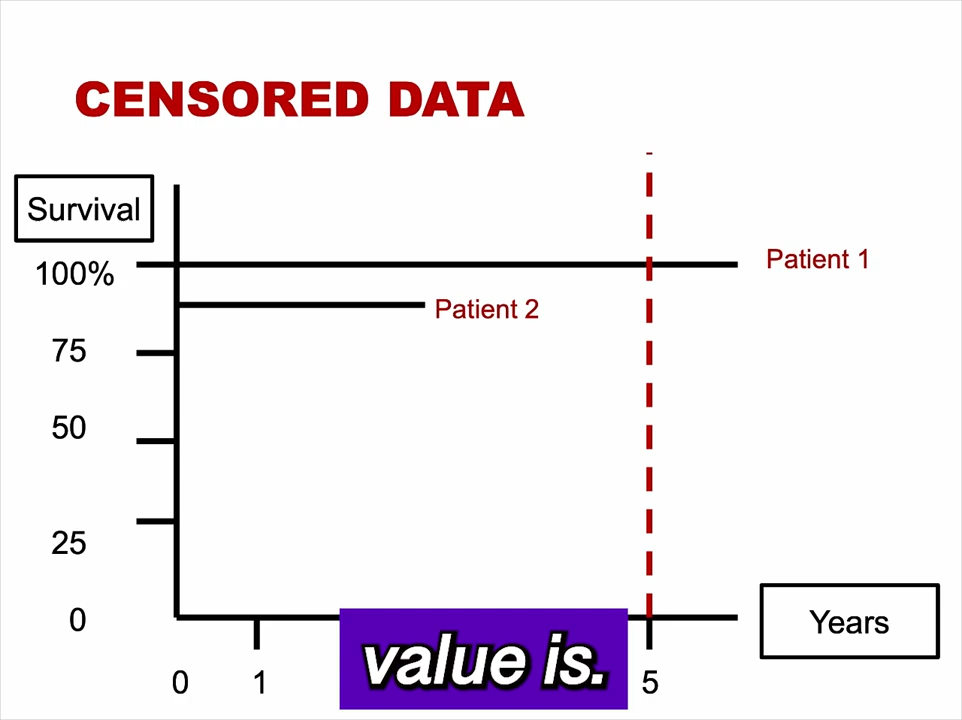 CENSORED DATA
Survival
100%
Patient 1
Patient 2
75
50
25
0
Years
0 1 5
value is.